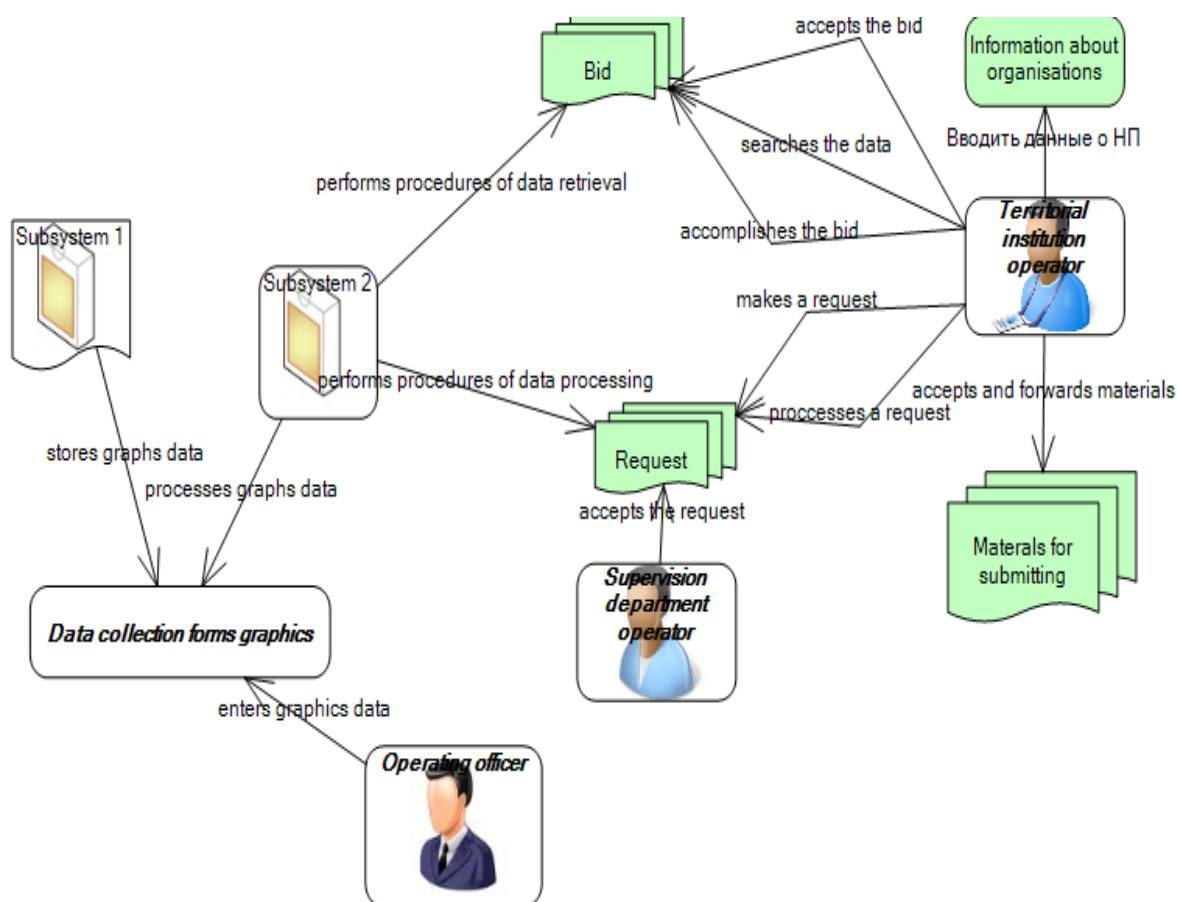 accepts the bid
Information about
organisations
Bid
searches the data
Вводить данные о НП
performs procedures of data retrieval
Territorial
institution
operator
accomplishes the bid
Subsystem 1
Subsystem 2
makes a request
performs procedures of data processing
proccesses a request
accepts and forwards materials
stores graphs data
Request
processes graphs data
accepts the request
Materals for
submitting
Supervision
department
operator
Data collection forms graphics
enters graphics data
Operating officer